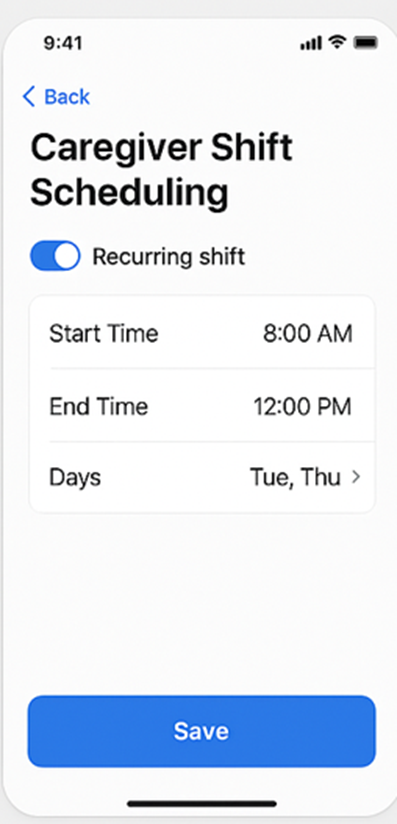 9:41
Back
Caregiver Shift
Scheduling
Recurring shift
Start Time 8:00 AM
End Time 12:00 PM
Days Tue, Thu
Save